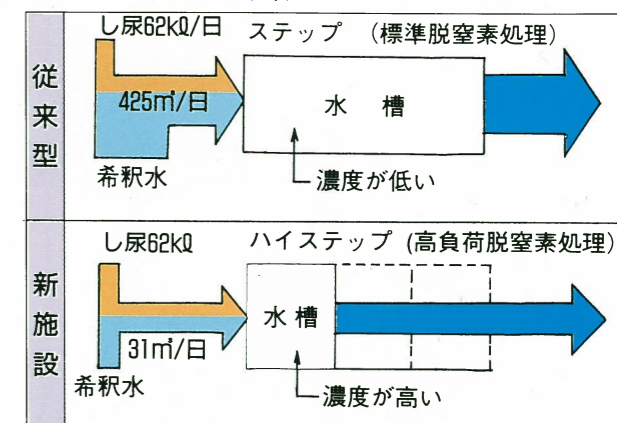 従来型
し尿62kℓ/日
ステップ (標準脱窒素処理)
425㎥/日
水 槽
希釈水
濃度が低い
新施設
し尿62kℓ
ハイステップ (高負荷脱窒素処理)
水 槽
31㎥/日
希釈水
濃度が高い